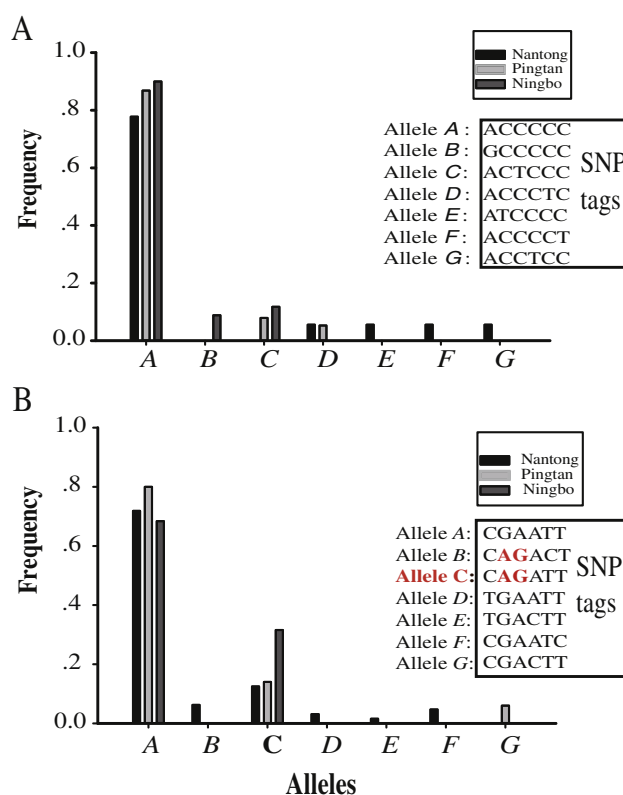 A
Frequency
1.0
.8
.6
.4
.2
0.0
A B C D E F G
Nantong
Pingtan
Ningbo
Allele A: ACCCCC
Allele B: GCCCCC
Allele C: ACTCCC
Allele D: ACCCTC
Allele E: ATCCCC
Allele F: ACCCCT
Allele G: ACCTCC
SNP
tags
B
Frequency
1.0
.8
.6
.4
.2
0.0
A B C D E F G
Alleles
Nantong
Pingtan
Ningbo
Allele A: CGAATT
Allele B: CAGACT
Allele C: CAGATT
Allele D: TGAATT
Allele E: TGACTT
Allele F: CGAATC
Allele G: CGACTT
SNP
tags